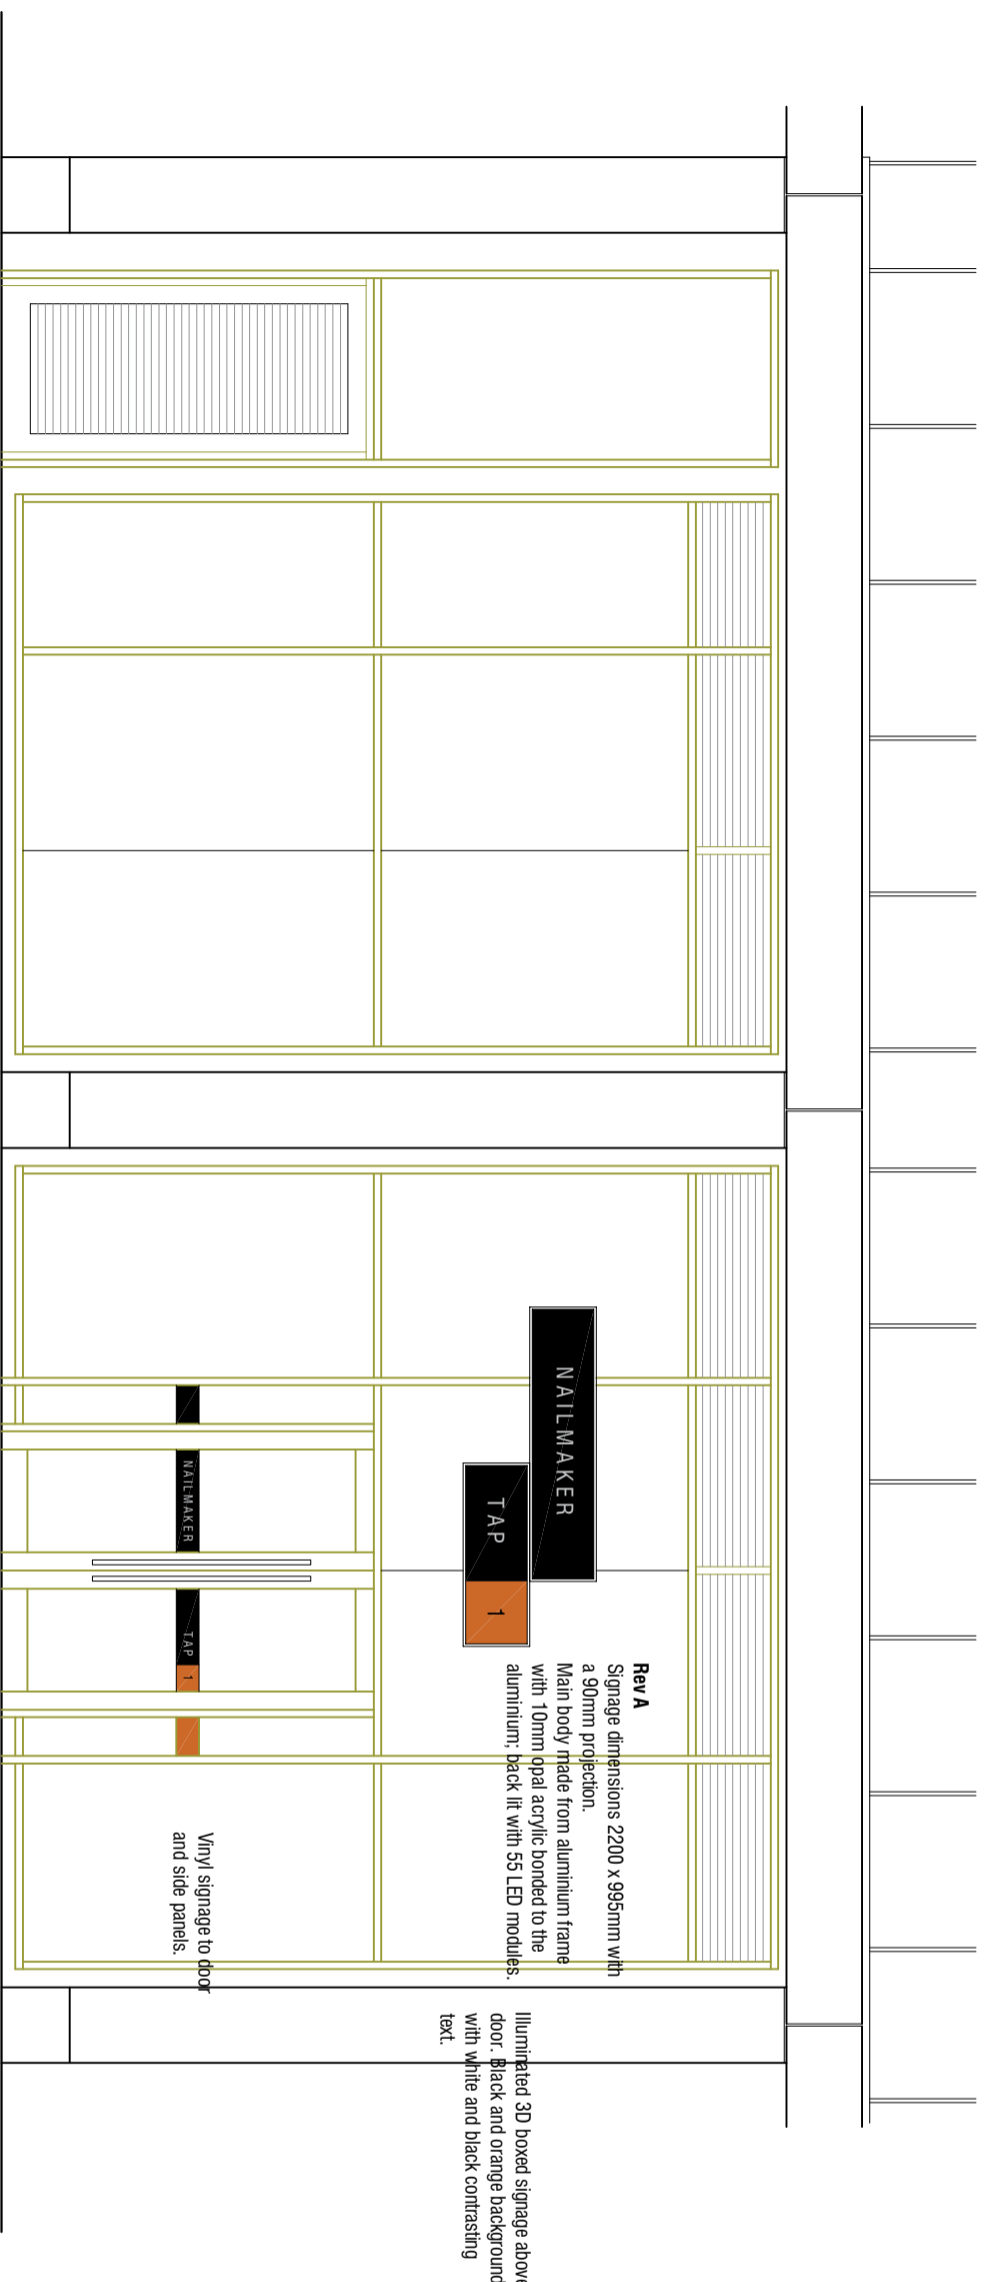 NAILMAKER
TAP
1
Rev A
Signage dimensions 2200 x 995mm with
a 90mm projection.
Main body made from aluminium frame
with 10mm opal acrylic bonded to the
aluminium; back lit with 55 LED modules.
Illuminated 3D boxed signage above
door. Black and orange background
with white and black contrasting
text.
NAILMAKER
TAP
1
Vinyl signage to door
and side panels.